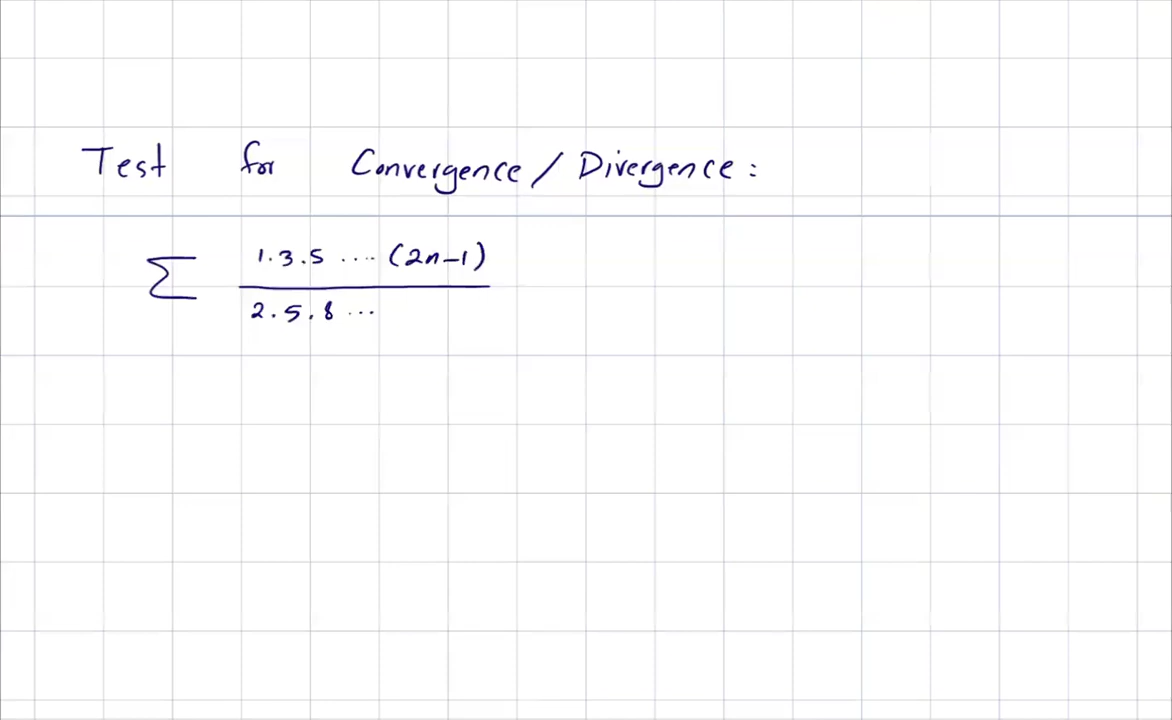 Test for Convergence / Divergence :
Σ 1.3.5 .... (2n-1)
2.5.8 ...